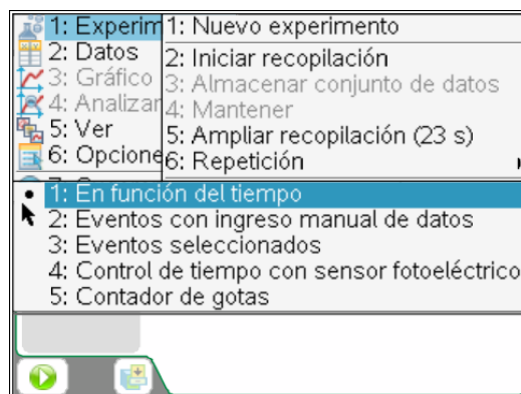 1: Experim
2: Datos
3: Gráfico
4: Analizar
5: Ver
6: Opcione
1: Nuevo experimento
2: Iniciar recopilación
3: Almacenar conjunto de datos
4: Mantener
5: Ampliar recopilación (23 s)
6: Repetición
1: En función del tiempo
2: Eventos con ingreso manual de datos
3: Eventos seleccionados
4: Control de tiempo con sensor fotoeléctrico
5: Contador de gotas